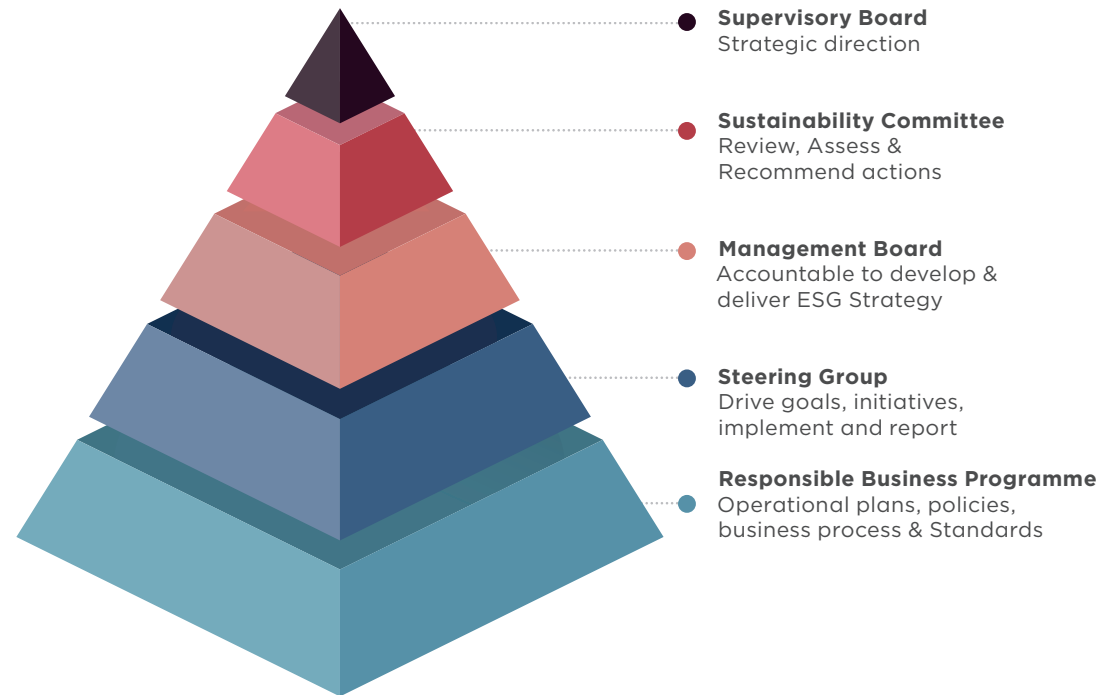 Supervisory Board
Strategic direction
Sustainability Committee
Review, Assess &
Recommend actions
Management Board
Accountable to develop &
deliver ESG Strategy
Steering Group
Drive goals, initiatives,
implement and report
Responsible Business Programme
Operational plans, policies,
business process & Standards